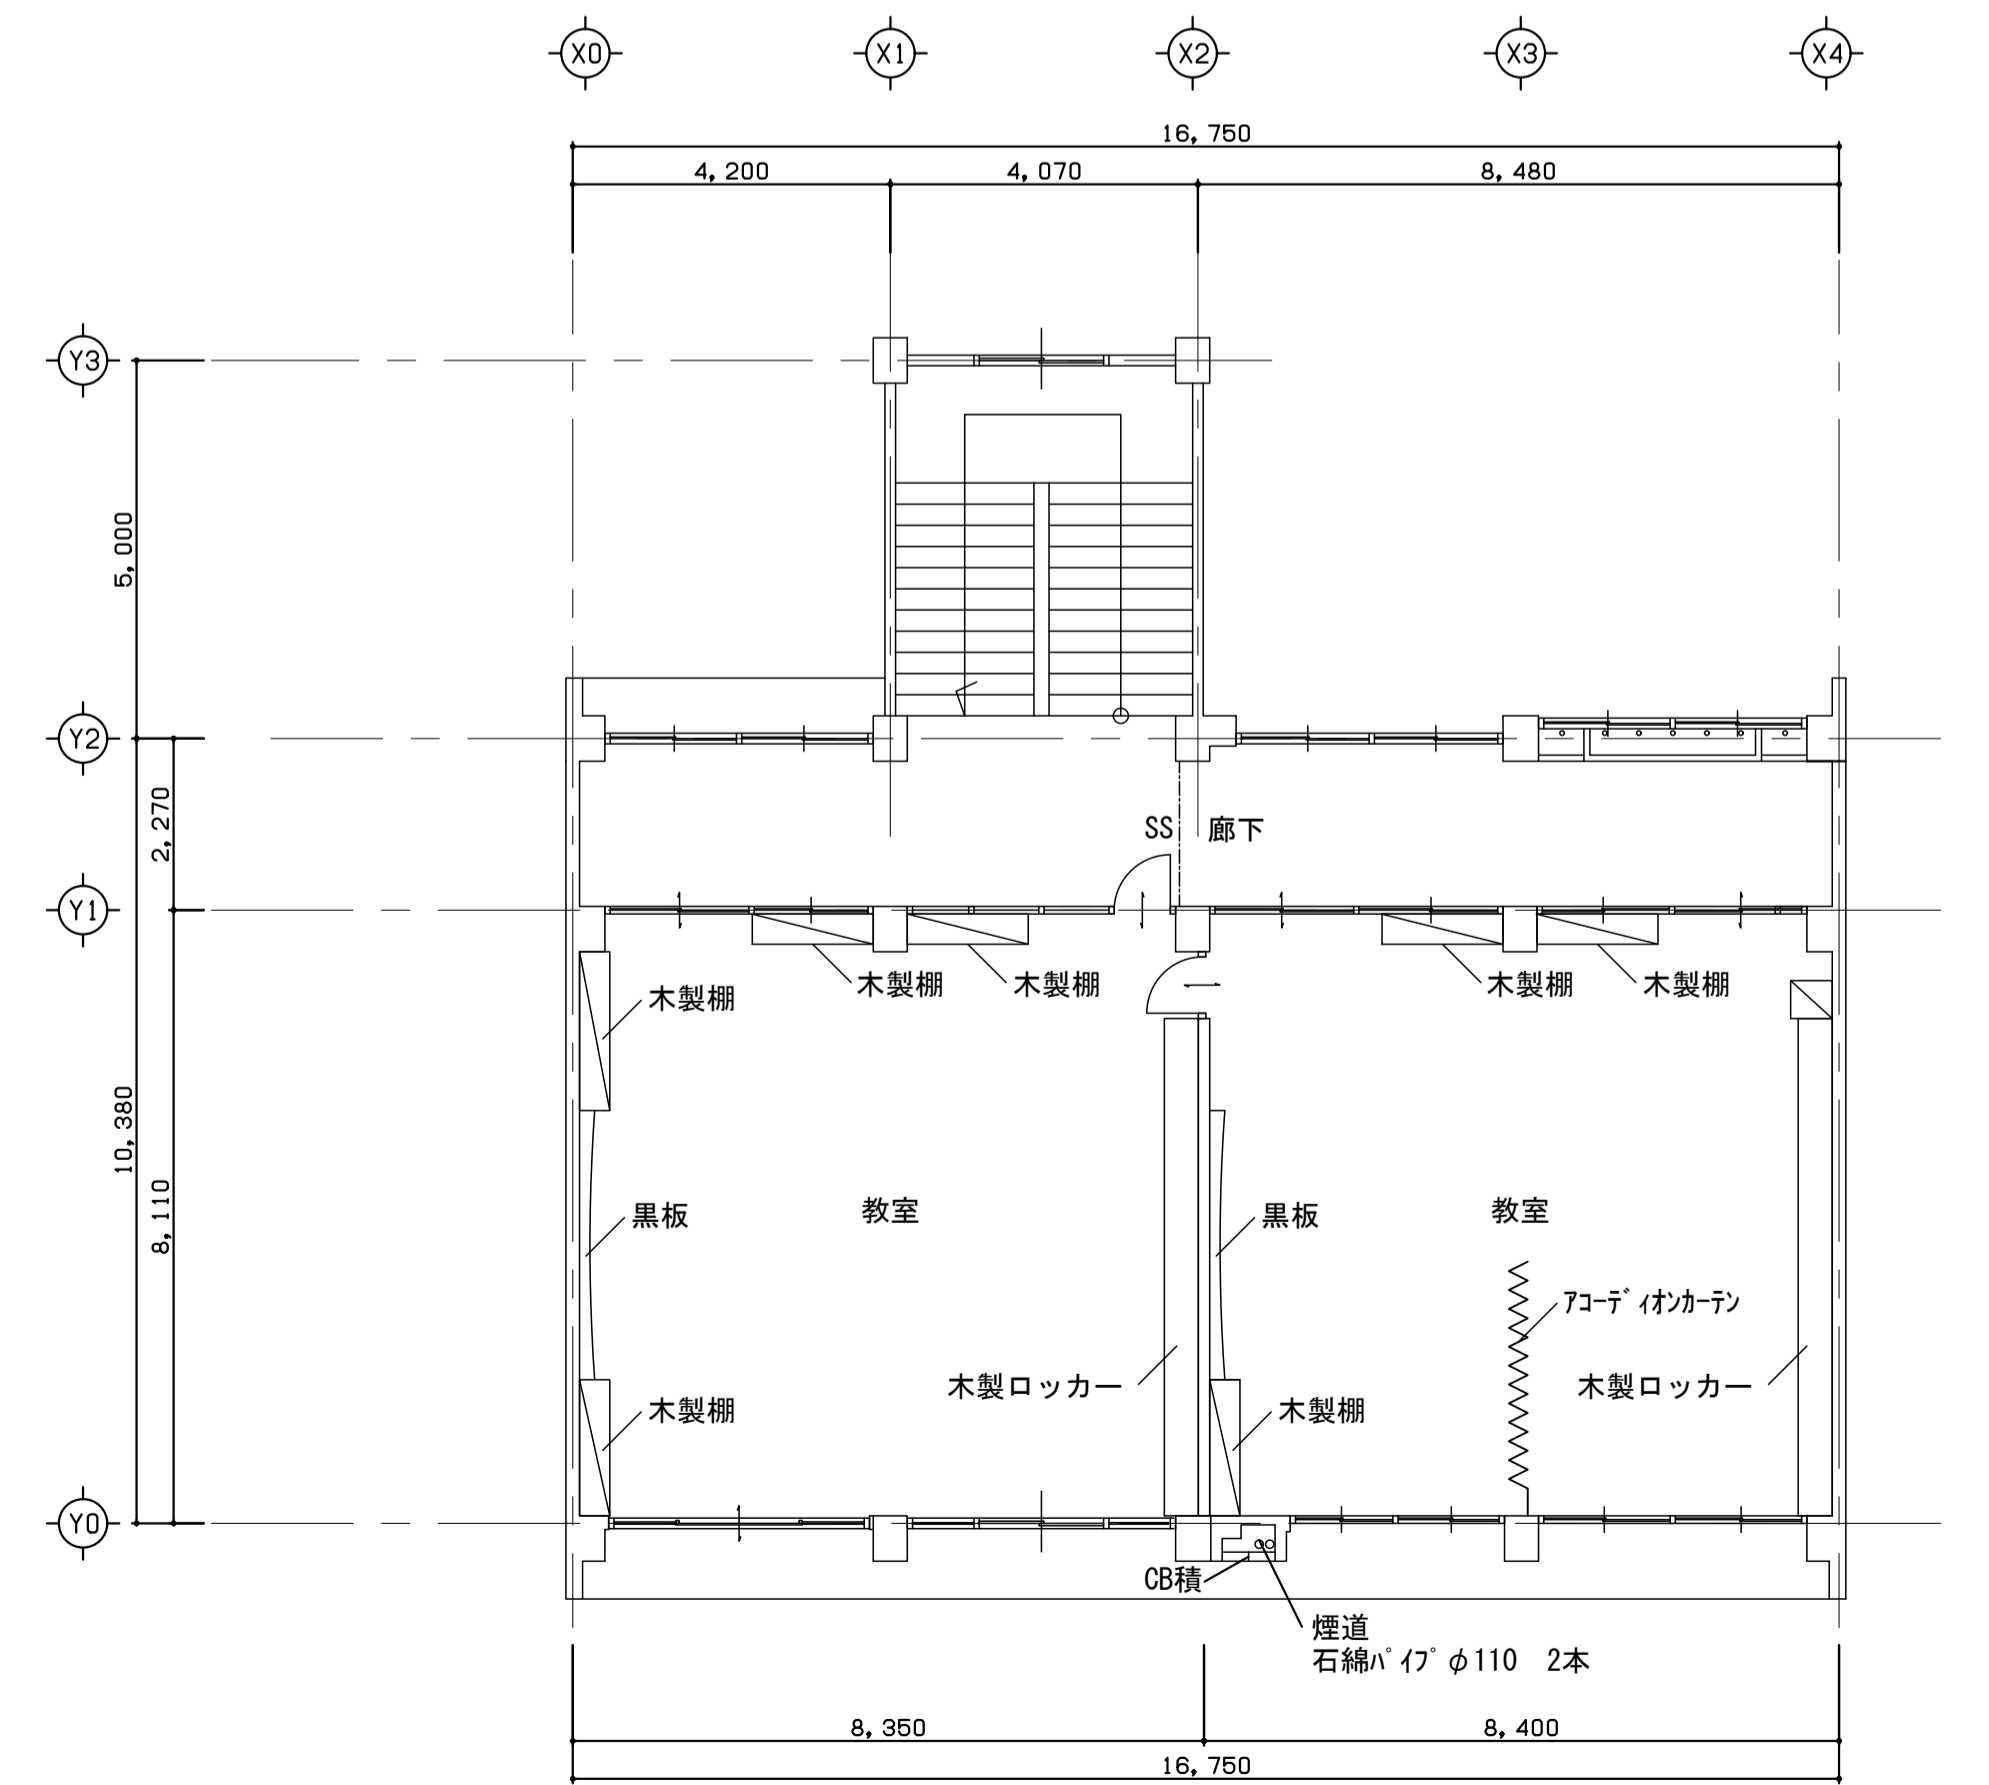 X0
X1
X2
X3
X4
16,750
4,200
4,070
8,480
Y3
5,000
Y2
2,270
SS
廊下
Y1
木製棚
木製棚
木製棚
木製棚
木製棚
10,380
8,110
黒板
教室
黒板
教室
ｱｺｰﾃﾞｨｵﾝｶｰﾃﾝ
木製ロッカー
木製ロッカー
木製棚
木製棚
Y0
CB積
煙道
石綿ﾊﾟｲﾌﾟφ110　2本
8,350
8,400
16,750